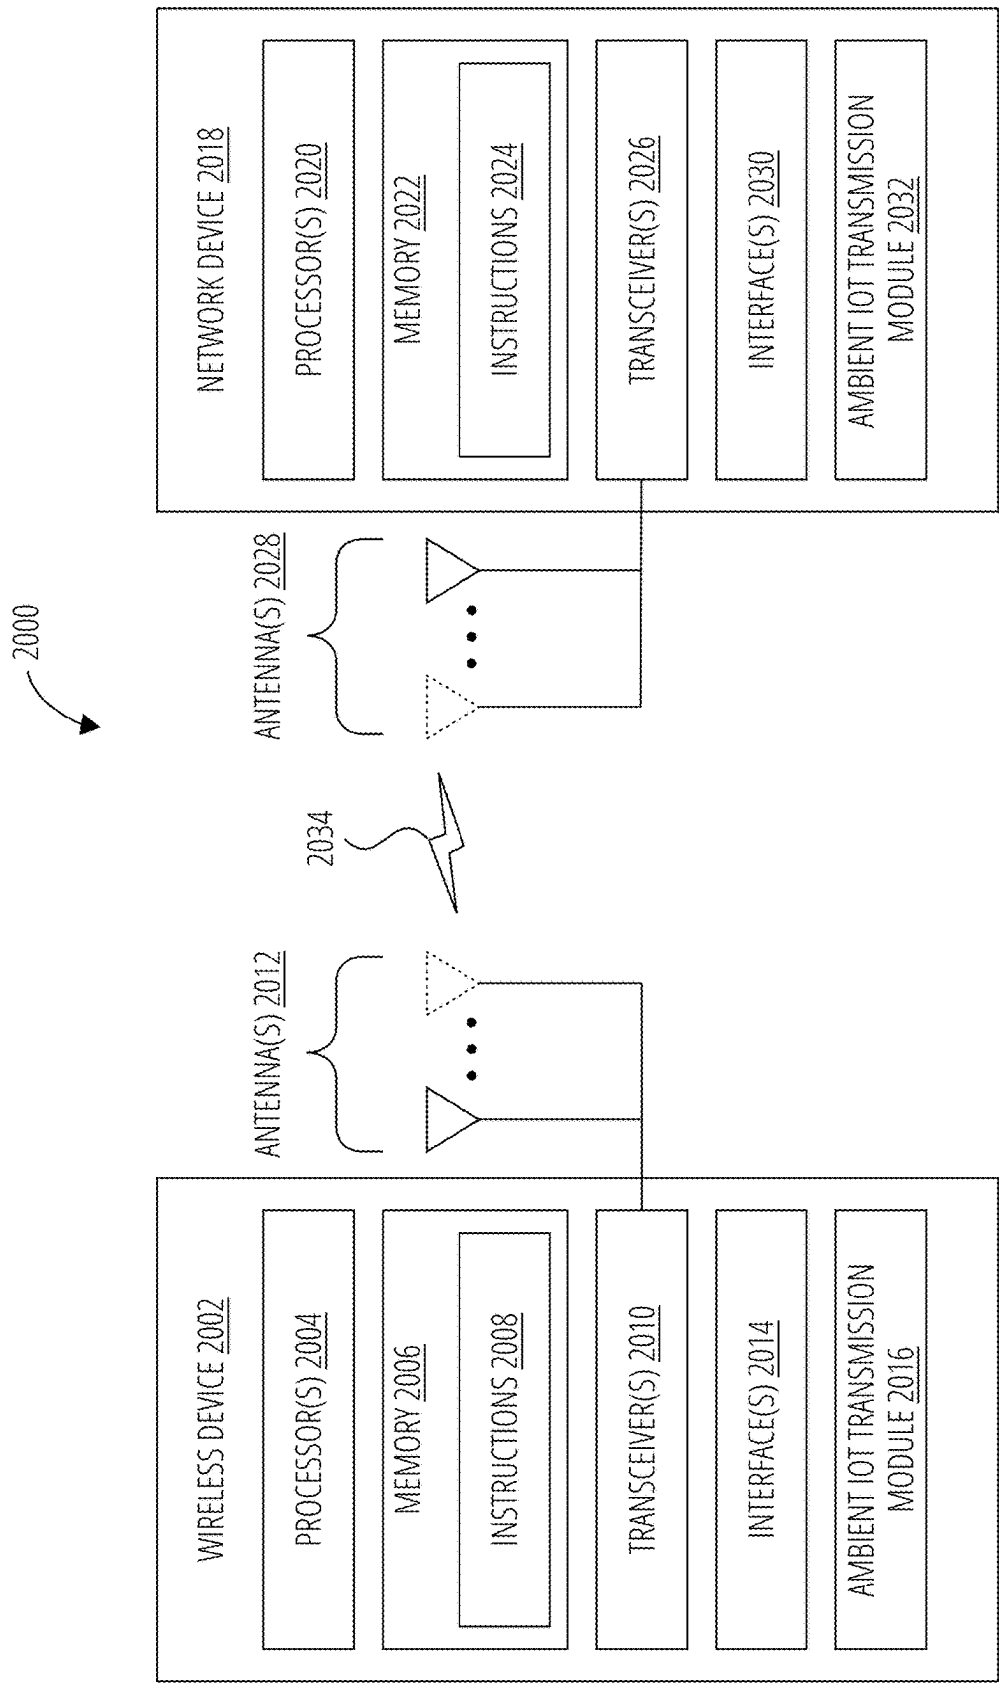 2000
WIRELESS DEVICE 2002
PROCESSOR(S) 2004
MEMORY 2006
INSTRUCTIONS 2008
TRANSCEIVER(S) 2010
INTERFACE(S) 2014
AMBIENT IOT TRANSMISSION
MODULE 2016
ANTENNA(S) 2012
2034
ANTENNA(S) 2028
NETWORK DEVICE 2018
PROCESSOR(S) 2020
MEMORY 2022
INSTRUCTIONS 2024
TRANSCEIVER(S) 2026
INTERFACE(S) 2030
AMBIENT IOT TRANSMISSION
MODULE 2032